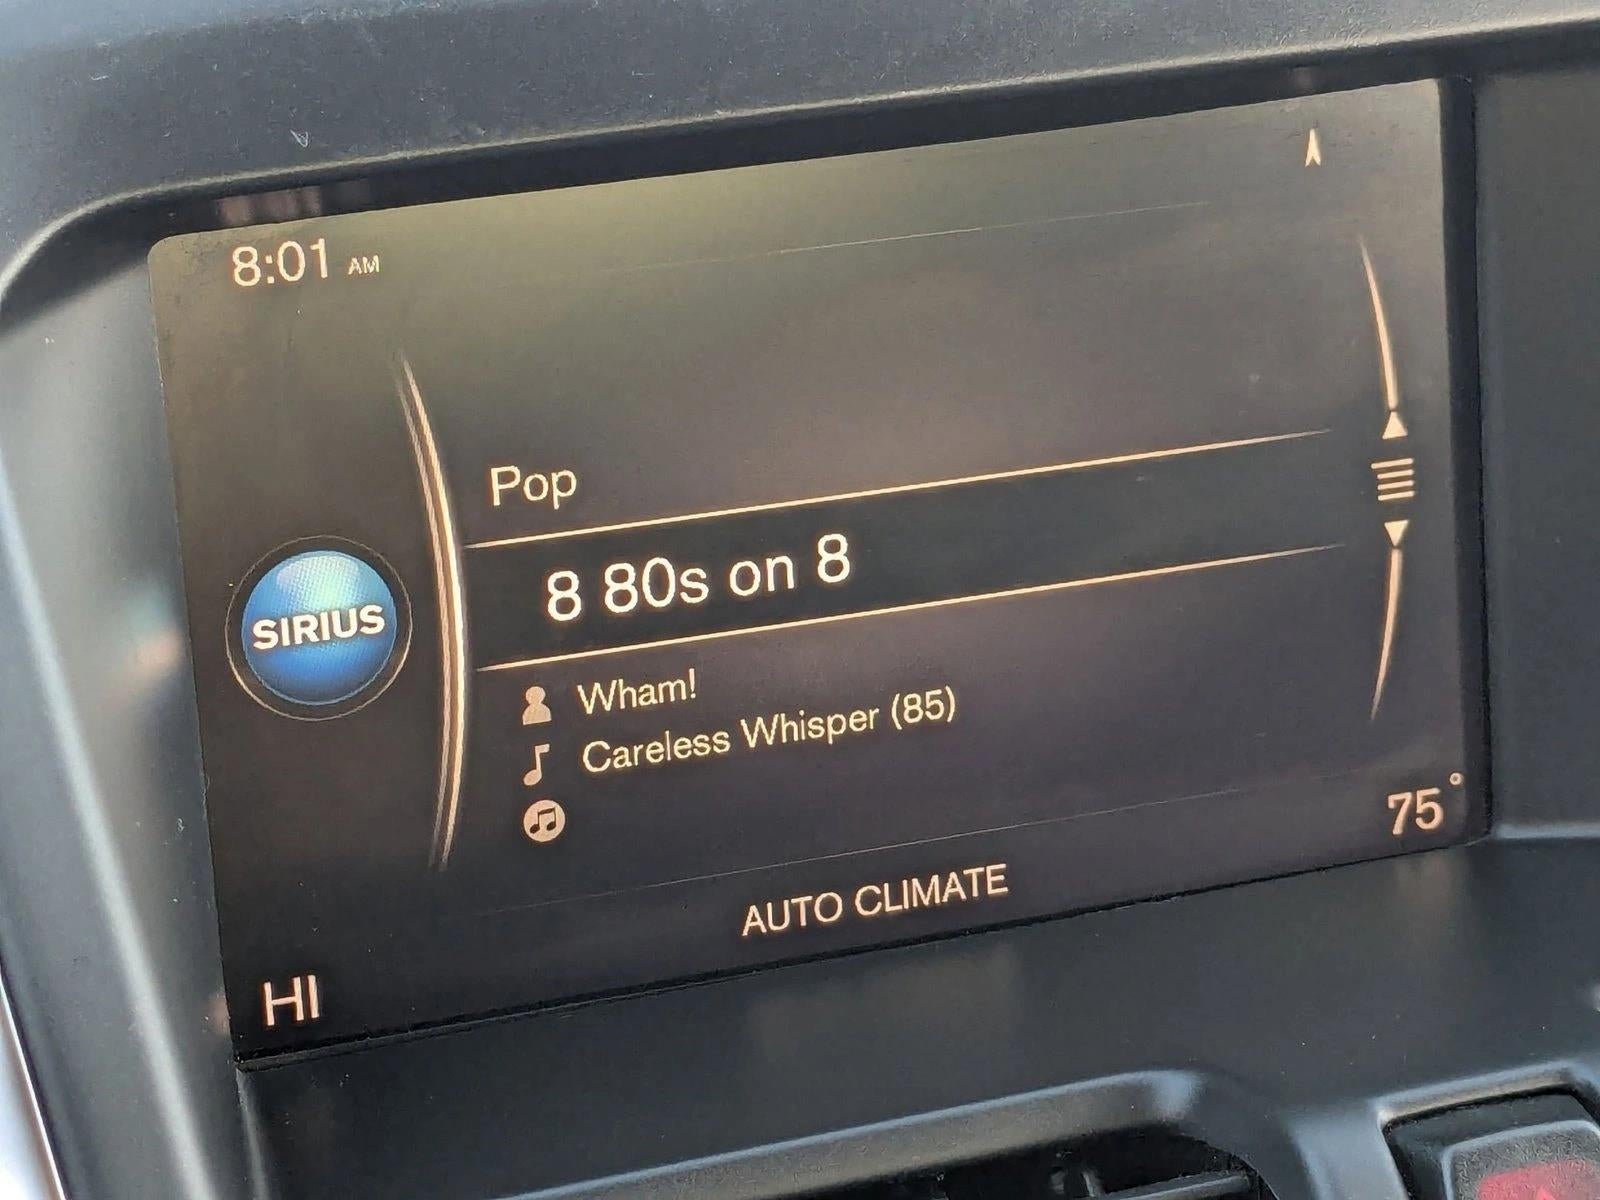 8:01 AM
Pop
8 80s on 8
SIRIUS
Wham!
Careless Whisper (85)
75°
AUTO CLIMATE
HI